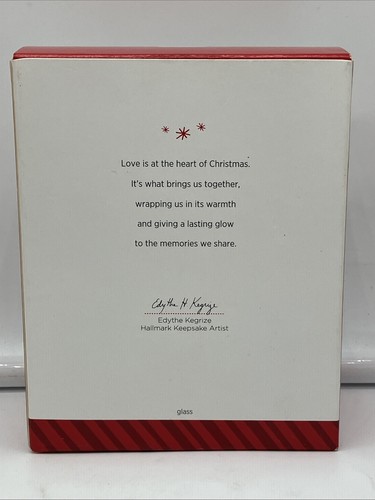 Love is at the heart of Christmas.
It's what brings us together,
wrapping us in its warmth
and giving a lasting glow
to the memories we share.
Edythe H. Kegrize
Edythe Kegrize
Hallmark Keepsake Artist
glass